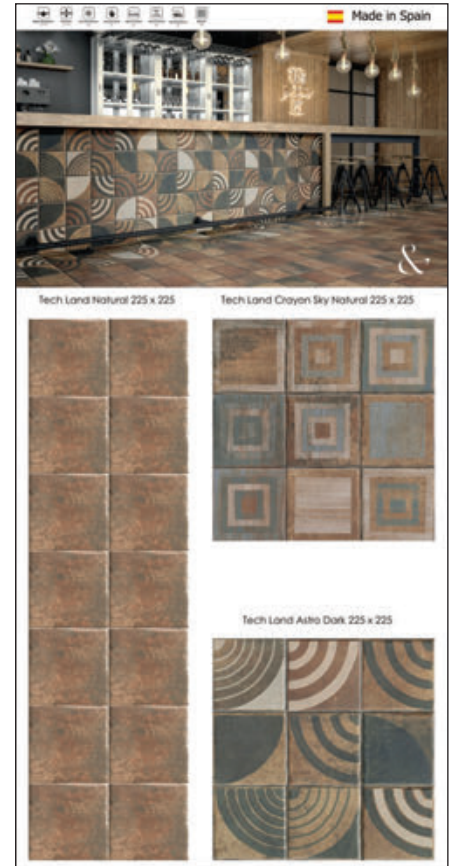 Made in Spain
&
Tech Land Natural 225 x 225
Tech Land Crayon Sky Natural 225 x 225
Tech Land Astro Dark 225 x 225